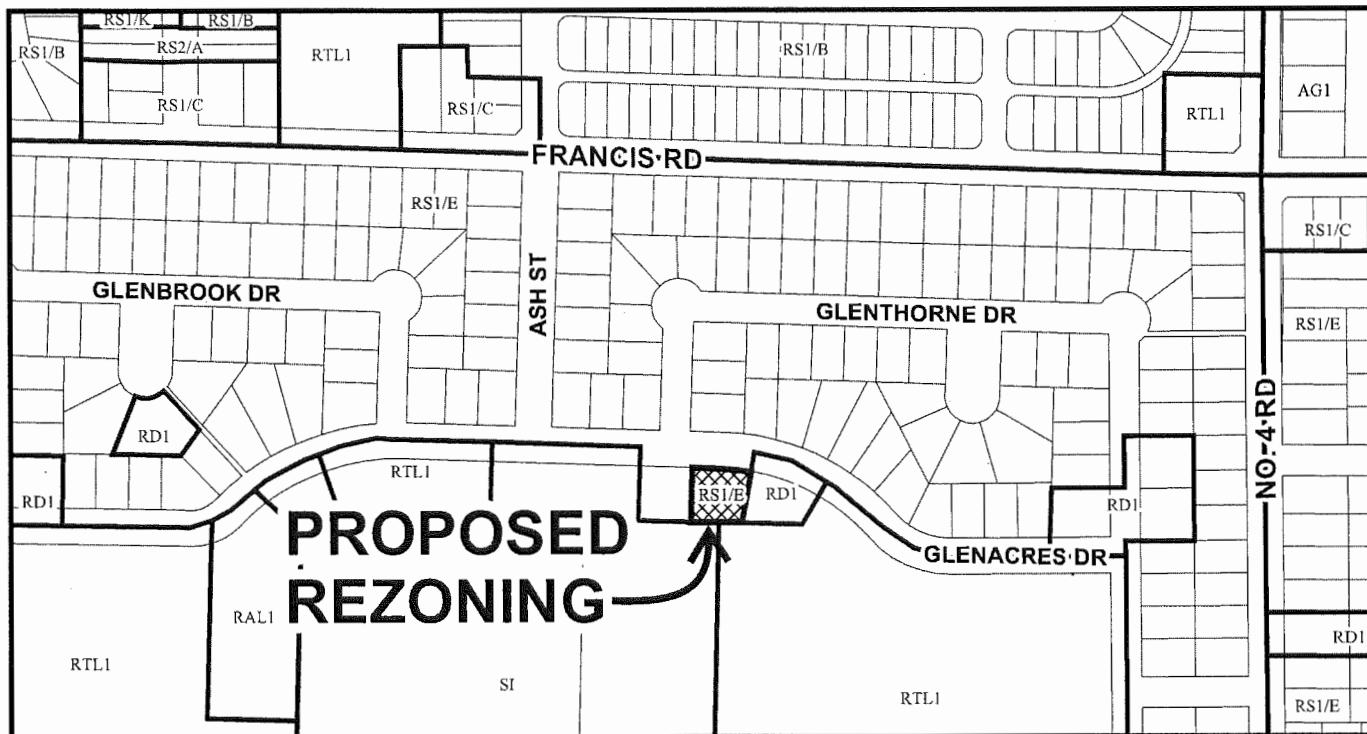 RS1/K
RS1/B
RS1/B
RS2/A
RTL1
RS1/B
RS1/C
RS1/C
AG1
RTL1
FRANCIS RD
RS1/E
RS1/C
ASH ST
GLENBROOK DR
GLENTHORNE DR
RS1/E
NO. 4 RD
RD1
RTL1
RS1/E
RD1
RD1
RD1
PROPOSED
REZONING
GLENACRES DR
RAL1
RTL1
SI
RTL1
RD1
RS1/E